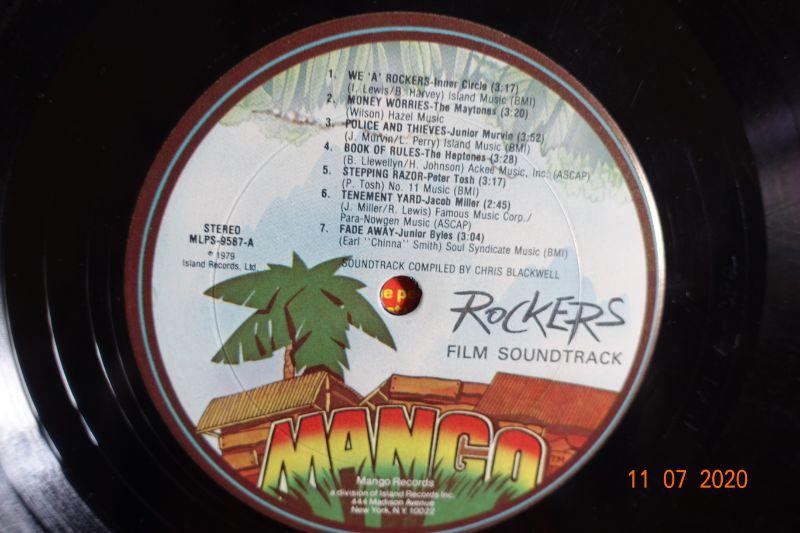 1. WE 'A' ROCKERS-Inner Circle (3:17)
(I. Lewis/B. Harvey) Island Music (BMI)
2. MONEY WORRIES-The Maytones (3:20)
(Wilson) Hazel Music
3. POLICE AND THIEVES-Junior Murvin (3:52)
(J. Murvin/L. Perry) Island Music (BMI)
4. BOOK OF RULES-The Heptones (3:28)
(B. Llewellyn/H. Johnson) Ackee Music, Inc. (ASCAP)
5. STEPPING RAZOR-Peter Tosh (3:17)
(P. Tosh) No. 11 Music (BMI)
6. TENEMENT YARD-Jacob Miller (2:45)
(J. Miller/R. Lewis) Famous Music Corp./
Para-Nowgen Music (ASCAP)
7. FADE AWAY-Junior Byles (3:04)
(Earl "Chinna" Smith) Soul Syndicate Music (BMI)
STEREO
MLPS-9587-A
℗ 1979
Island Records, Ltd.
SOUNDTRACK COMPILED BY CHRIS BLACKWELL
ROCKERS
FILM SOUNDTRACK
MANGO™
Mango Records
a division of Island Records Inc.
444 Madison Avenue
New York, N.Y. 10022
11 07 2020